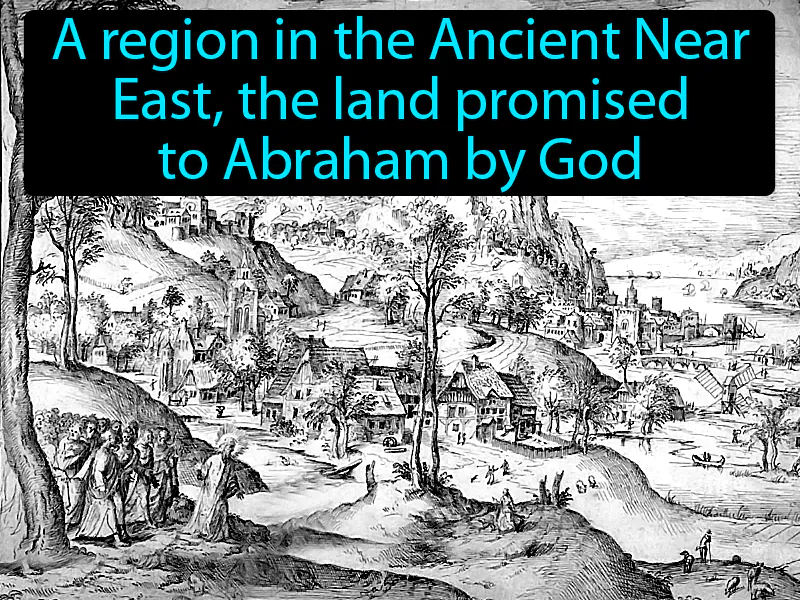 A region in the Ancient Near
East, the land promised
to Abraham by God